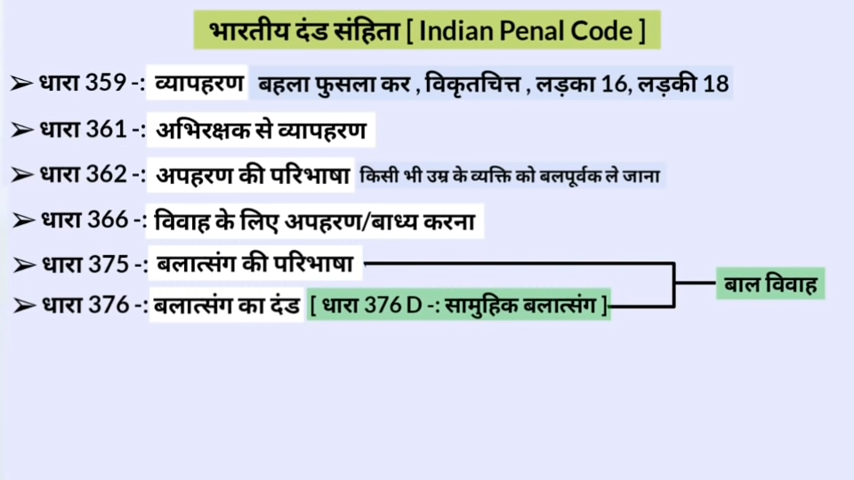 भारतीय दंड संहिता [ Indian Penal Code ]
➢ धारा 359 -: व्यापहरण बहला फुसला कर , विकृतचित्त , लड़का 16, लड़की 18
➢ धारा 361 -: अभिरक्षक से व्यापहरण
➢ धारा 362 -: अपहरण की परिभाषा किसी भी उम्र के व्यक्ति को बलपूर्वक ले जाना
➢ धारा 366 -: विवाह के लिए अपहरण/बाध्य करना
➢ धारा 375 -: बलात्संग की परिभाषा
➢ धारा 376 -: बलात्संग का दंड [ धारा 376 D -: सामुहिक बलात्संग ]
बाल विवाह